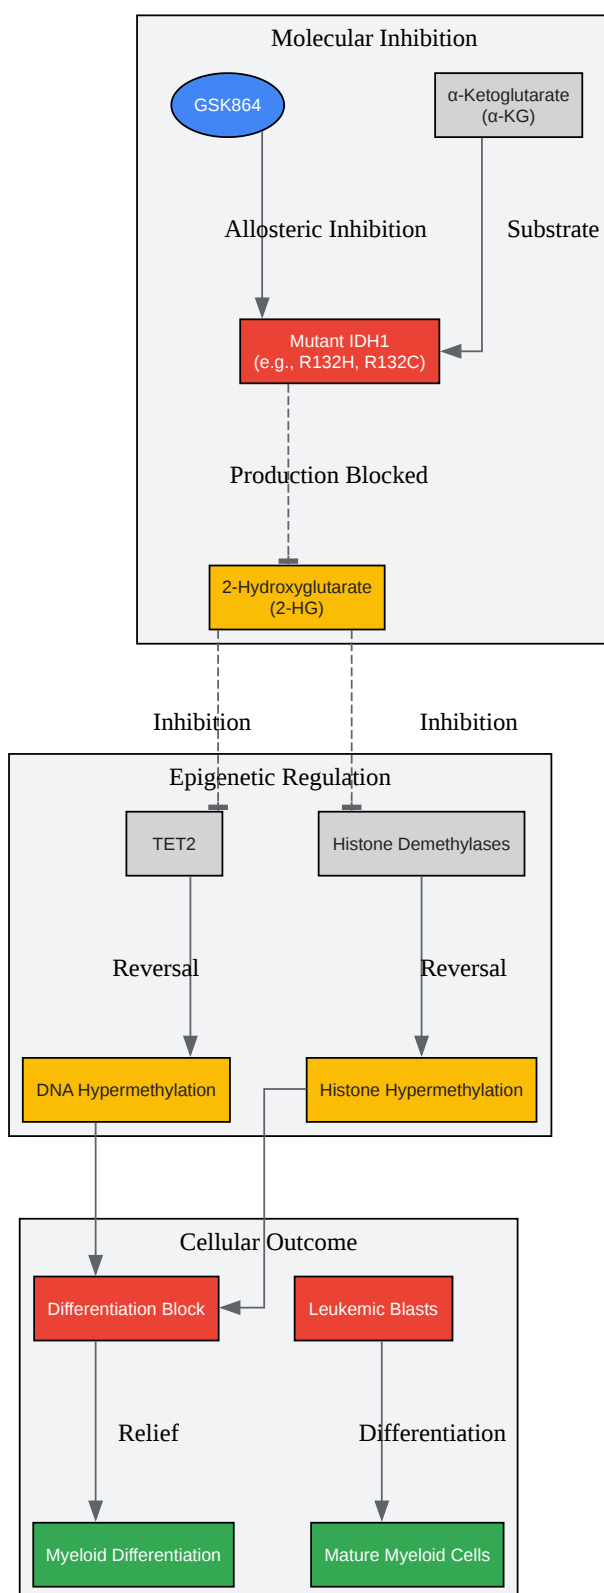 Molecular Inhibition
GSK864
α-Ketoglutarate
(α-KG)
Allosteric Inhibition
Substrate
Mutant IDH1
(e.g., R132H, R132C)
Production Blocked
2-Hydroxyglutarate
(2-HG)
Inhibition
Inhibition
Epigenetic Regulation
TET2
Histone Demethylases
Reversal
Reversal
DNA Hypermethylation
Histone Hypermethylation
Cellular Outcome
Differentiation Block
Leukemic Blasts
Relief
Differentiation
Myeloid Differentiation
Mature Myeloid Cells